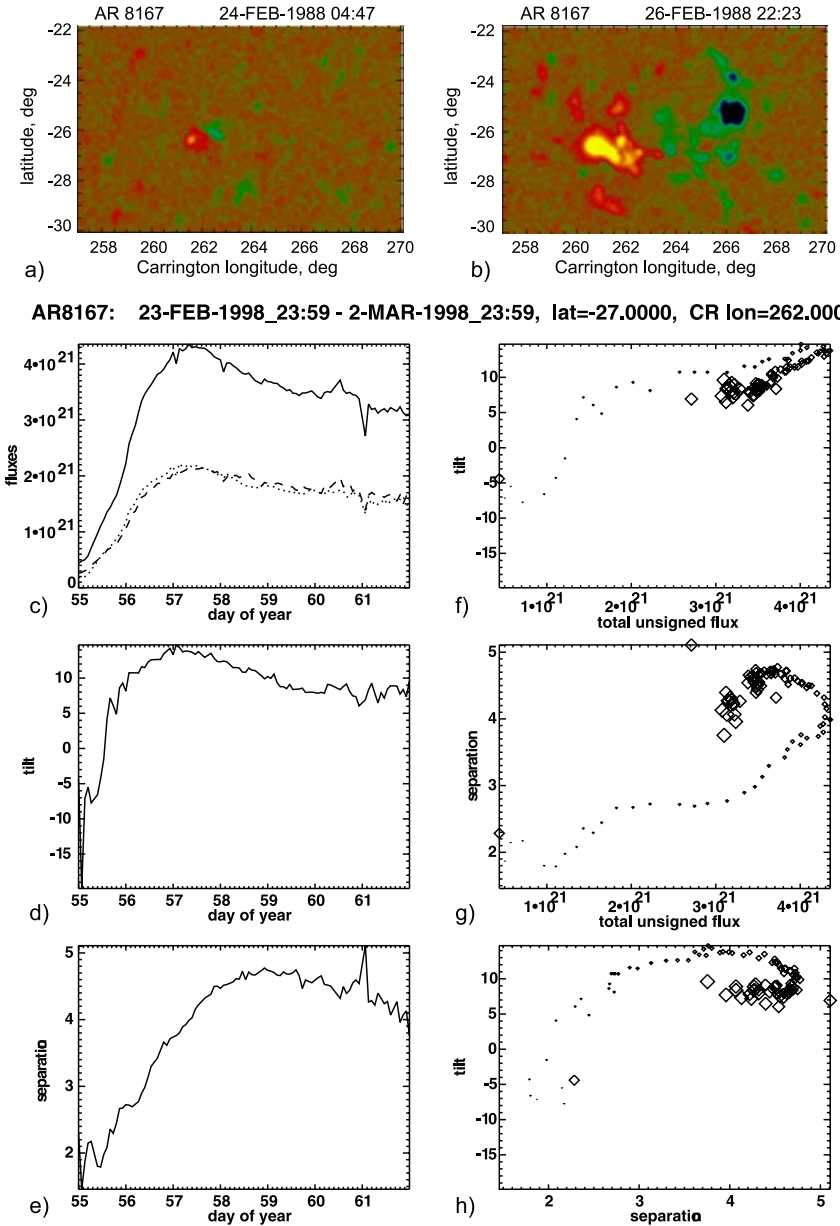 AR 8167 24-FEB-1988 04:47
AR 8167 26-FEB-1988 22:23
-22
-24
-26
-28
-30
latitude, deg
258 260 262 264 266 268 270
a) Carrington longitude, deg
-22
-24
-26
-28
-30
latitude, deg
258 260 262 264 266 268 270
b) Carrington longitude, deg
AR8167: 23-FEB-1998_23:59 - 2-MAR-1998_23:59, lat=-27.0000, CR lon=262.000
4•10 21
3•10 21
2•10 21
1•10 21
0
fluxes
55 56 57 58 59 60 61
c) day of year
10
5
0
-5
-10
-15
tilt
1•10 21 2•10 21 3•10 21 4•10 21
f) total unsigned flux
10
5
0
-5
-10
-15
tilt
55 56 57 58 59 60 61
d) day of year
5
4
3
2
separation
1•10 21 2•10 21 3•10 21 4•10 21
g) total unsigned flux
5
4
3
2
separatio
55 56 57 58 59 60 61
e) day of year
10
5
0
-5
-10
-15
tilt
2 3 4 5
h) separatio